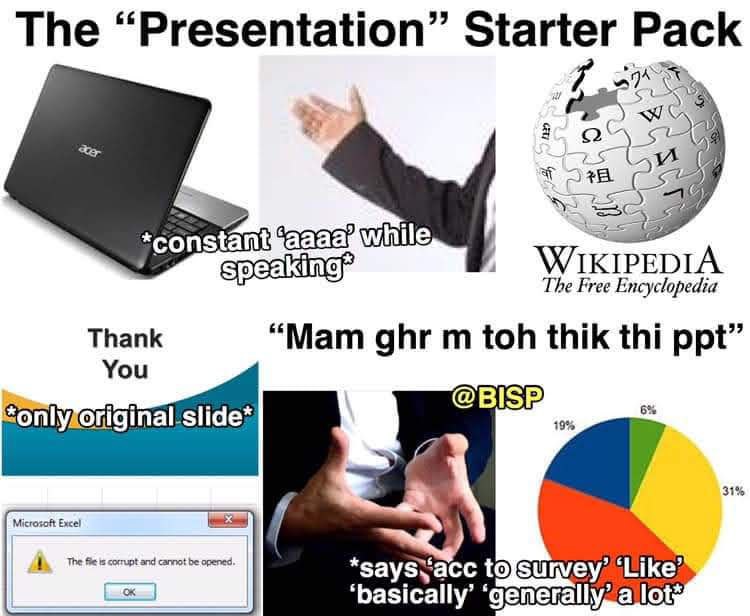 The “Presentation” Starter Pack
acer
*constant ‘aaaa’ while
speaking*
Ω
W
И
祖
WIKIPEDIA
The Free Encyclopedia
Thank
You
*only original slide*
“Mam ghr m toh thik thi ppt”
@BISP
6%
19%
31%
Microsoft Excel
The file is corrupt and cannot be opened.
OK
*says ‘acc to survey’ ‘Like’
‘basically’ ‘generally’ a lot*